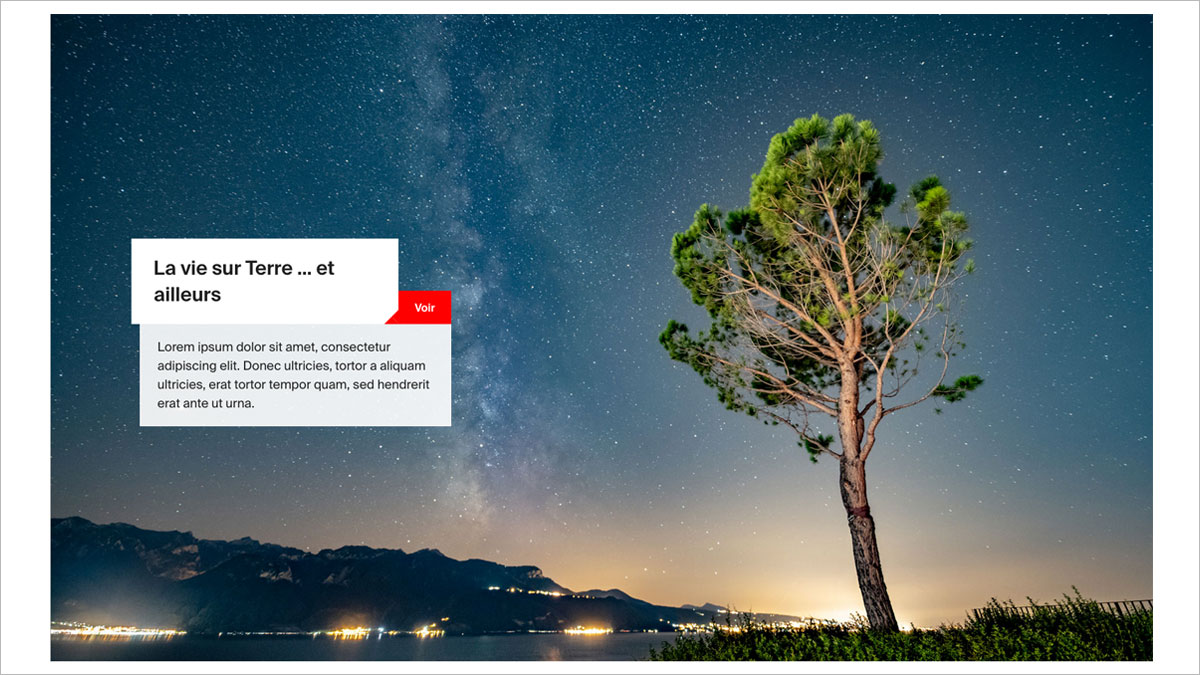 La vie sur Terre ... et
ailleurs
Voir
Lorem ipsum dolor sit amet, consectetur
adipiscing elit. Donec ultricies, tortor a aliquam
ultricies, erat tortor tempor quam, sed hendrerit
erat ante ut urna.